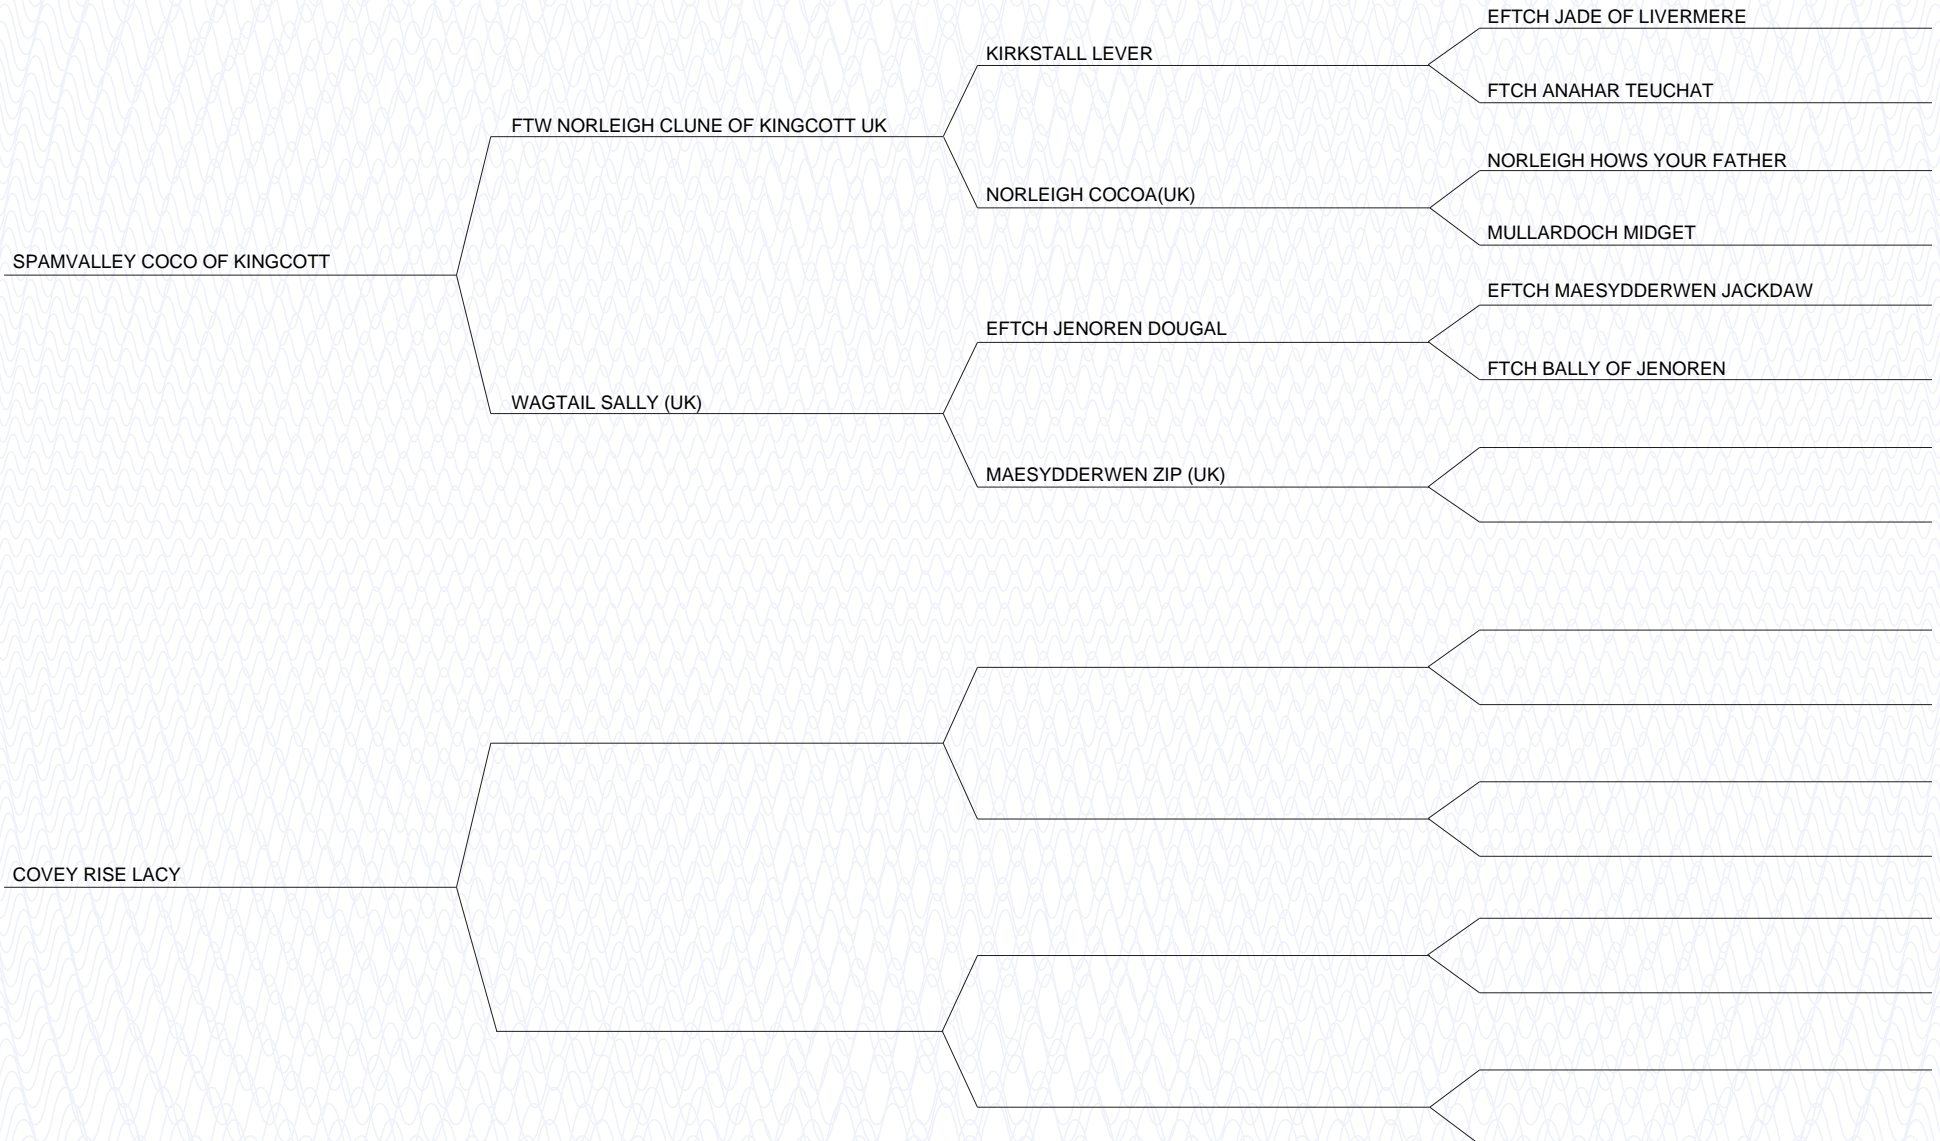 EFTCH JADE OF LIVERMERE
KIRKSTALL LEVER
FTCH ANAHAR TEUCHAT
FTW NORLEIGH CLUNE OF KINGCOTT UK
NORLEIGH HOWS YOUR FATHER
NORLEIGH COCOA(UK)
MULLARDOCH MIDGET
SPAMVALLEY COCO OF KINGCOTT
EFTCH MAESYDDERWEN JACKDAW
EFTCH JENOREN DOUGAL
FTCH BALLY OF JENOREN
WAGTAIL SALLY (UK)
MAESYDDERWEN ZIP (UK)
COVEY RISE LACY